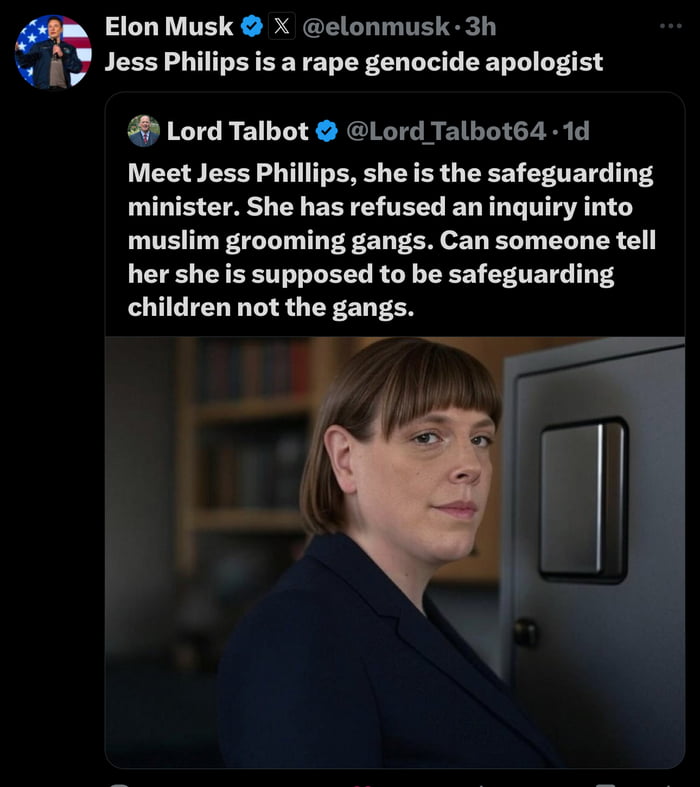 Elon Musk X @elonmusk · 3h
Jess Philips is a rape genocide apologist
Lord Talbot @Lord_Talbot64 · 1d
Meet Jess Phillips, she is the safeguarding
minister. She has refused an inquiry into
muslim grooming gangs. Can someone tell
her she is supposed to be safeguarding
children not the gangs.